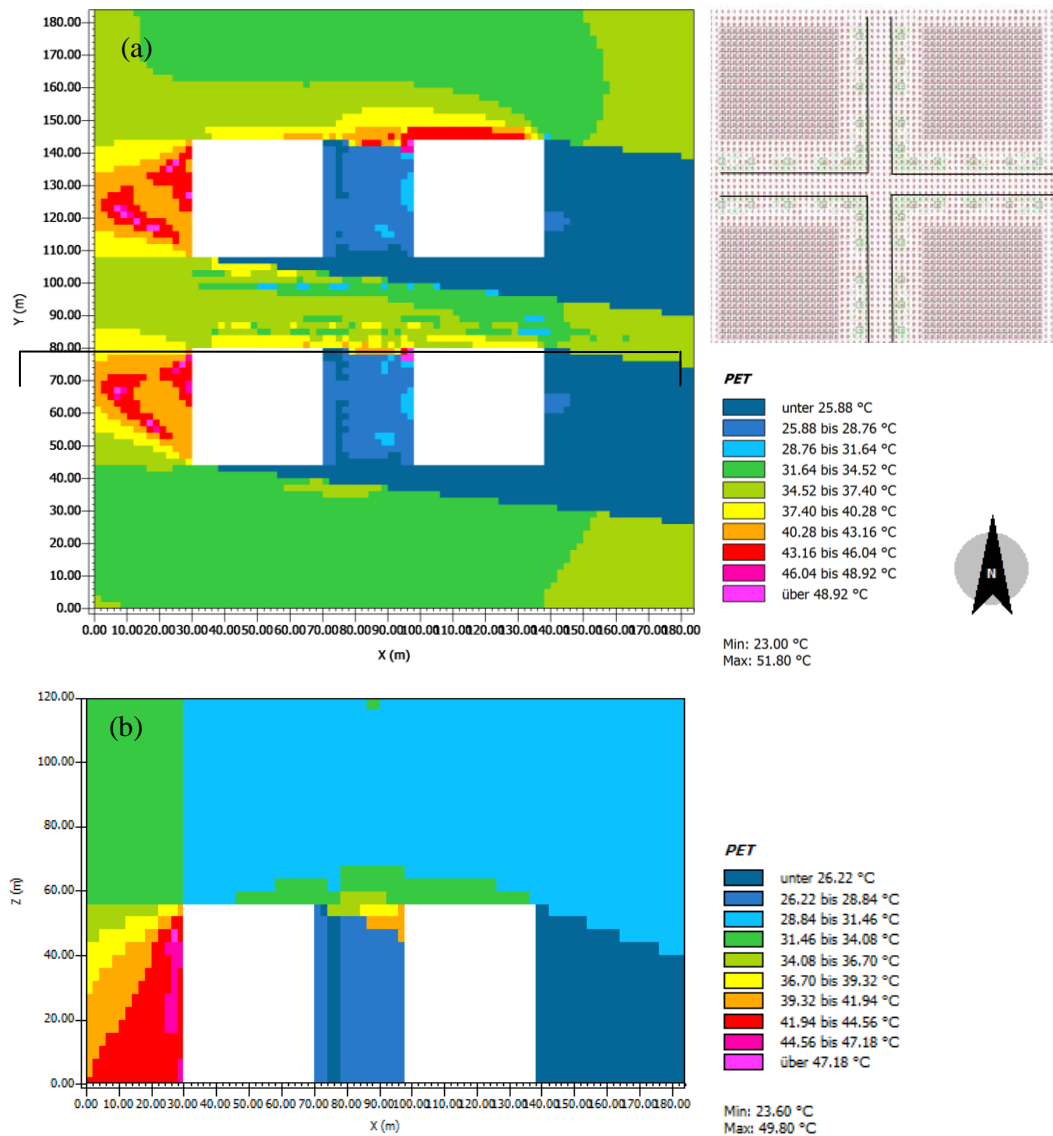 (a)
180.00
170.00
160.00
150.00
140.00
130.00
120.00
110.00
100.00
90.00
80.00
70.00
60.00
50.00
40.00
30.00
20.00
10.00
0.00
Y (m)
0.00 10.00 20.00 30.00 40.00 50.00 60.00 70.00 80.00 90.00 100.00 110.00 120.00 130.00 140.00 150.00 160.00 170.00 180.00
X (m)
PET
unter 25.88 °C
25.88 bis 28.76 °C
28.76 bis 31.64 °C
31.64 bis 34.52 °C
34.52 bis 37.40 °C
37.40 bis 40.28 °C
40.28 bis 43.16 °C
43.16 bis 46.04 °C
46.04 bis 48.92 °C
über 48.92 °C
Min: 23.00 °C
Max: 51.80 °C
N
(b)
120.00
100.00
80.00
60.00
40.00
20.00
0.00
Z (m)
0.00 10.00 20.00 30.00 40.00 50.00 60.00 70.00 80.00 90.00 100.00 110.00 120.00 130.00 140.00 150.00 160.00 170.00 180.00
X (m)
PET
unter 26.22 °C
26.22 bis 28.84 °C
28.84 bis 31.46 °C
31.46 bis 34.08 °C
34.08 bis 36.70 °C
36.70 bis 39.32 °C
39.32 bis 41.94 °C
41.94 bis 44.56 °C
44.56 bis 47.18 °C
über 47.18 °C
Min: 23.60 °C
Max: 49.80 °C